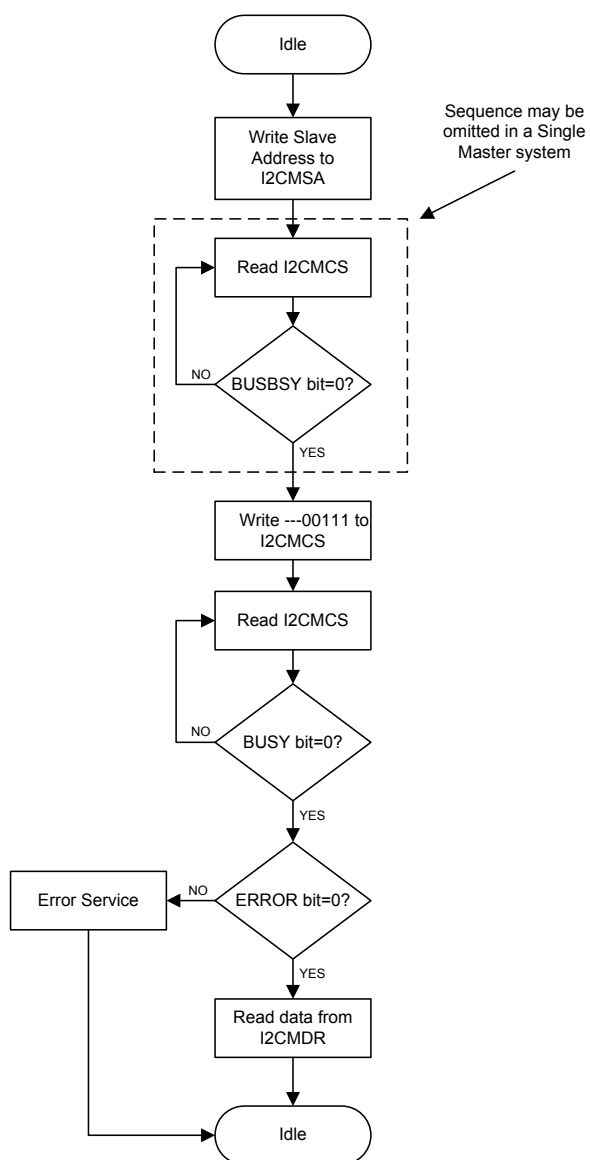 Idle
Sequence may be
omitted in a Single
Master system
Write Slave
Address to
I2CMSA
Read I2CMCS
NO
BUSBSY bit=0?
YES
Write ---00111 to
I2CMCS
Read I2CMCS
NO
BUSY bit=0?
YES
Error Service
NO
ERROR bit=0?
YES
Read data from
I2CMDR
Idle